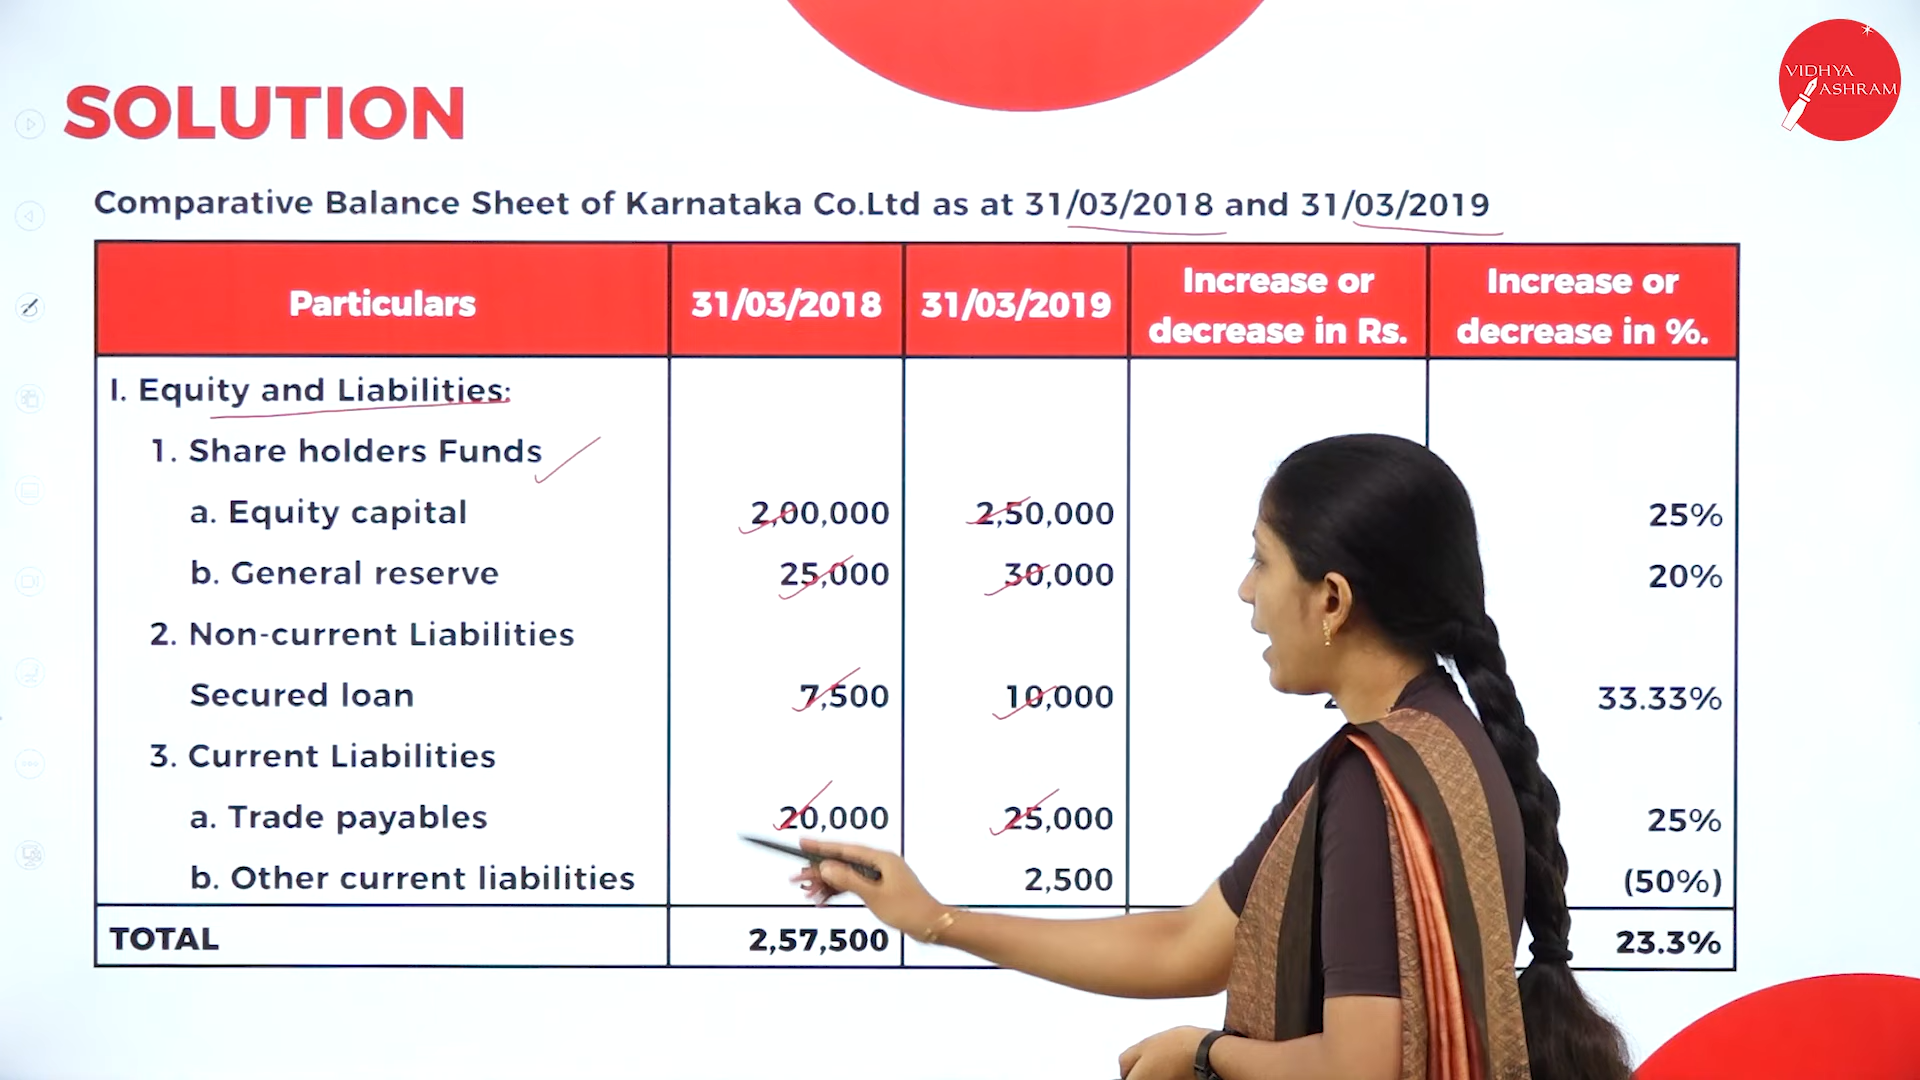 VIDHYA
ASHRAM
SOLUTION
Comparative Balance Sheet of Karnataka Co.Ltd as at 31/03/2018 and 31/03/2019
Particulars 31/03/2018 31/03/2019 Increase or decrease in Rs. Increase or decrease in %.
I. Equity and Liabilities:
1. Share holders Funds
a. Equity capital 2,00,000 2,50,000 25%
b. General reserve 25,000 30,000 20%
2. Non-current Liabilities
Secured loan 7,500 10,000 33.33%
3. Current Liabilities
a. Trade payables 20,000 25,000 25%
b. Other current liabilities 2,500 (50%)
TOTAL 2,57,500 23.3%